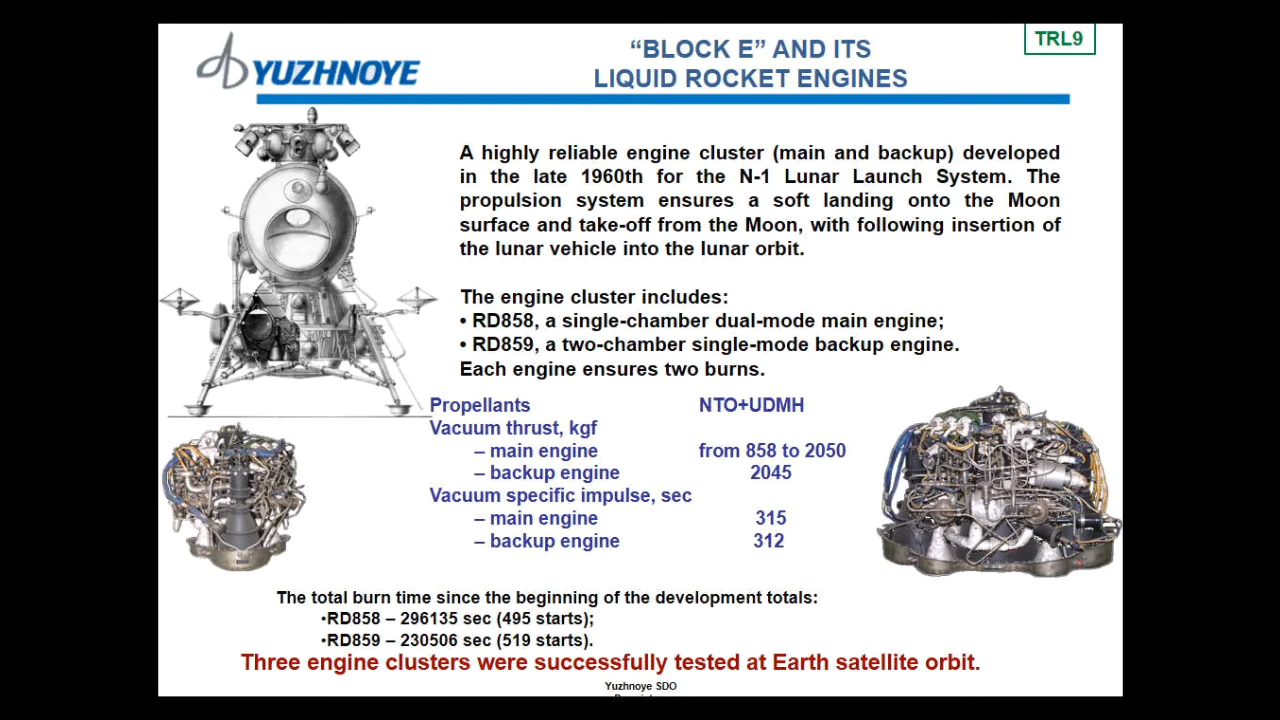 YUZHNOYE
“BLOCK E” AND ITS
LIQUID ROCKET ENGINES
TRL9
A highly reliable engine cluster (main and backup) developed
in the late 1960th for the N-1 Lunar Launch System. The
propulsion system ensures a soft landing onto the Moon
surface and take-off from the Moon, with following insertion of
the lunar vehicle into the lunar orbit.
The engine cluster includes:
• RD858, a single-chamber dual-mode main engine;
• RD859, a two-chamber single-mode backup engine.
Each engine ensures two burns.
Propellants NTO+UDMH
Vacuum thrust, kgf
– main engine from 858 to 2050
– backup engine 2045
Vacuum specific impulse, sec
– main engine 315
– backup engine 312
The total burn time since the beginning of the development totals:
•RD858 – 296135 sec (495 starts);
•RD859 – 230506 sec (519 starts).
Three engine clusters were successfully tested at Earth satellite orbit.
Yuzhnoye SDO